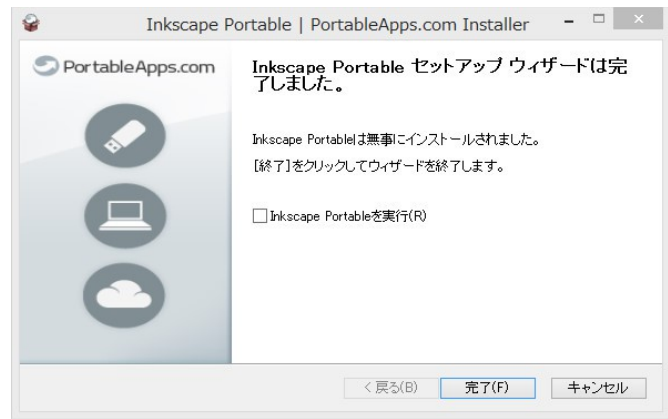 Inkscape Portable | PortableApps.com Installer
PortableApps.com
Inkscape Portable セットアップ ウィザードは完
了しました。
Inkscape Portableは無事にインストールされました。
[終了]をクリックしてウィザードを終了します。
Inkscape Portableを実行(R)
< 戻る(B)
完了(F)
キャンセル